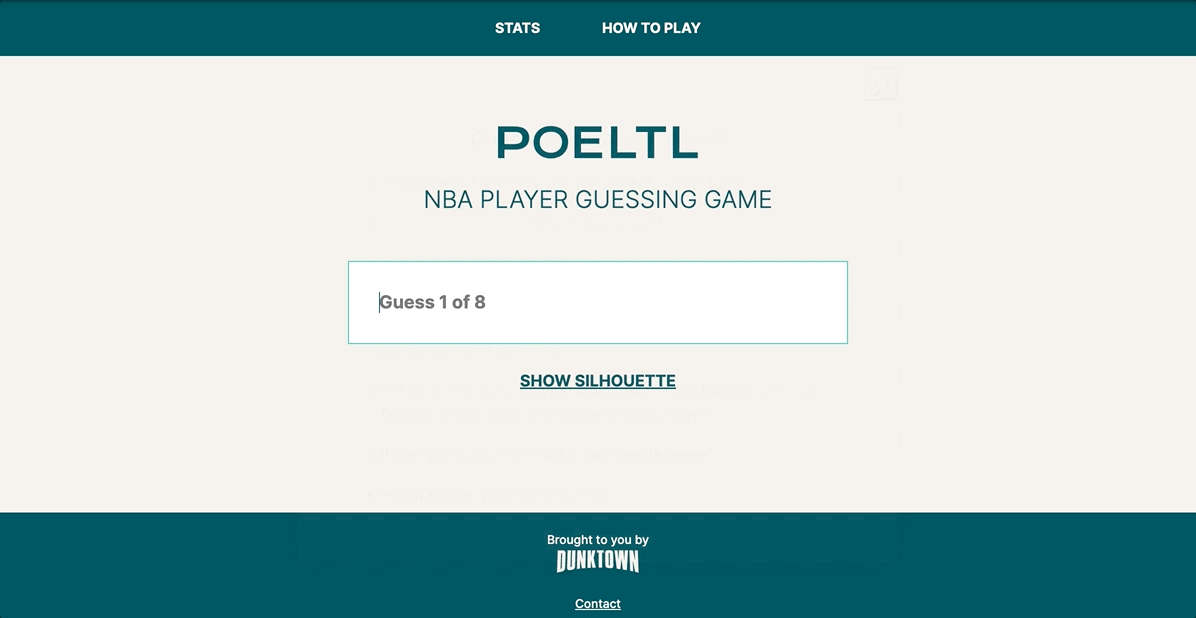 STATS HOW TO PLAY
POELTL
NBA PLAYER GUESSING GAME
Guess 1 of 8
SHOW SILHOUETTE
Brought to you by
DUNKTOWN
Contact